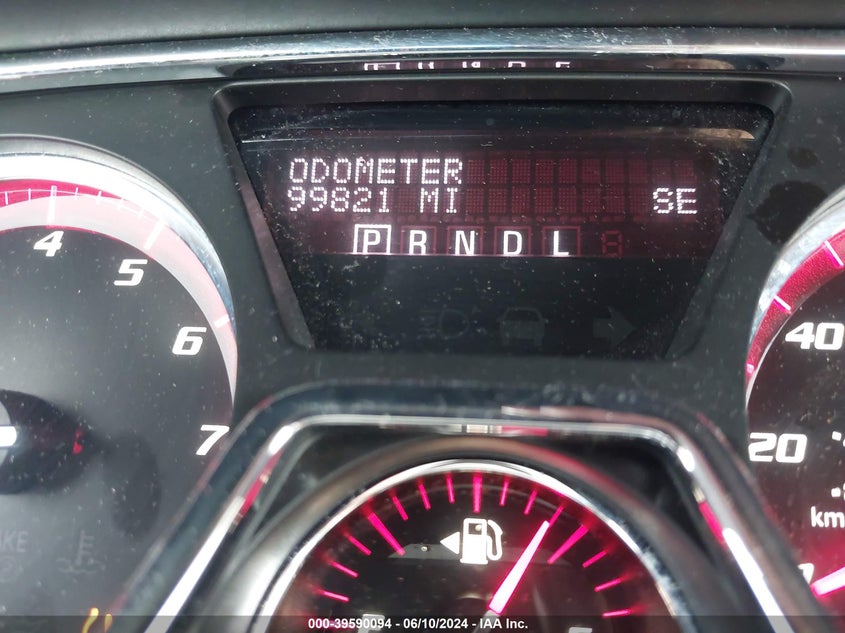 ODOMETER
99821 MI SE
P R N D L
4
5
6
7
40
20
km
000-39590094 - 06/10/2024 - IAA Inc.